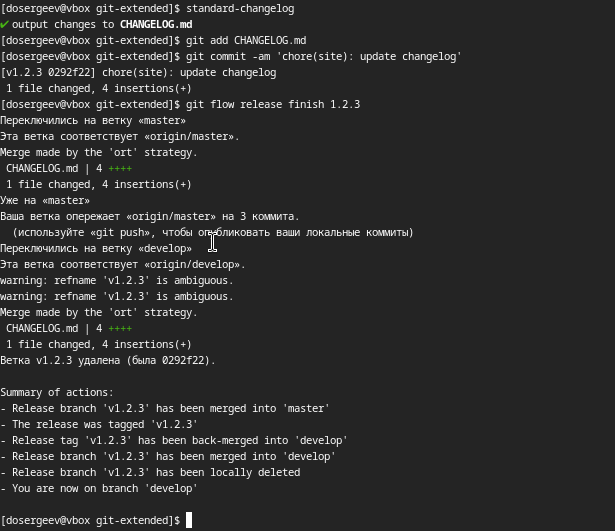 [dosergeev@vbox git-extended]$ standard-changelog
✔ output changes to CHANGELOG.md
[dosergeev@vbox git-extended]$ git add CHANGELOG.md
[dosergeev@vbox git-extended]$ git commit -am 'chore(site): update changelog'
[v1.2.3 0292f22] chore(site): update changelog
 1 file changed, 4 insertions(+)
[dosergeev@vbox git-extended]$ git flow release finish 1.2.3
Переключились на ветку «master»
Эта ветка соответствует «origin/master».
Merge made by the 'ort' strategy.
 CHANGELOG.md | 4 ++++
 1 file changed, 4 insertions(+)
Уже на «master»
Ваша ветка опережает «origin/master» на 3 коммита.
  (используйте «git push», чтобы опубликовать ваши локальные коммиты)
Переключились на ветку «develop»
Эта ветка соответствует «origin/develop».
warning: refname 'v1.2.3' is ambiguous.
warning: refname 'v1.2.3' is ambiguous.
Merge made by the 'ort' strategy.
 CHANGELOG.md | 4 ++++
 1 file changed, 4 insertions(+)
Ветка v1.2.3 удалена (была 0292f22).

Summary of actions:
- Release branch 'v1.2.3' has been merged into 'master'
- The release was tagged 'v1.2.3'
- Release tag 'v1.2.3' has been back-merged into 'develop'
- Release branch 'v1.2.3' has been merged into 'develop'
- Release branch 'v1.2.3' has been locally deleted
- You are now on branch 'develop'

[dosergeev@vbox git-extended]$